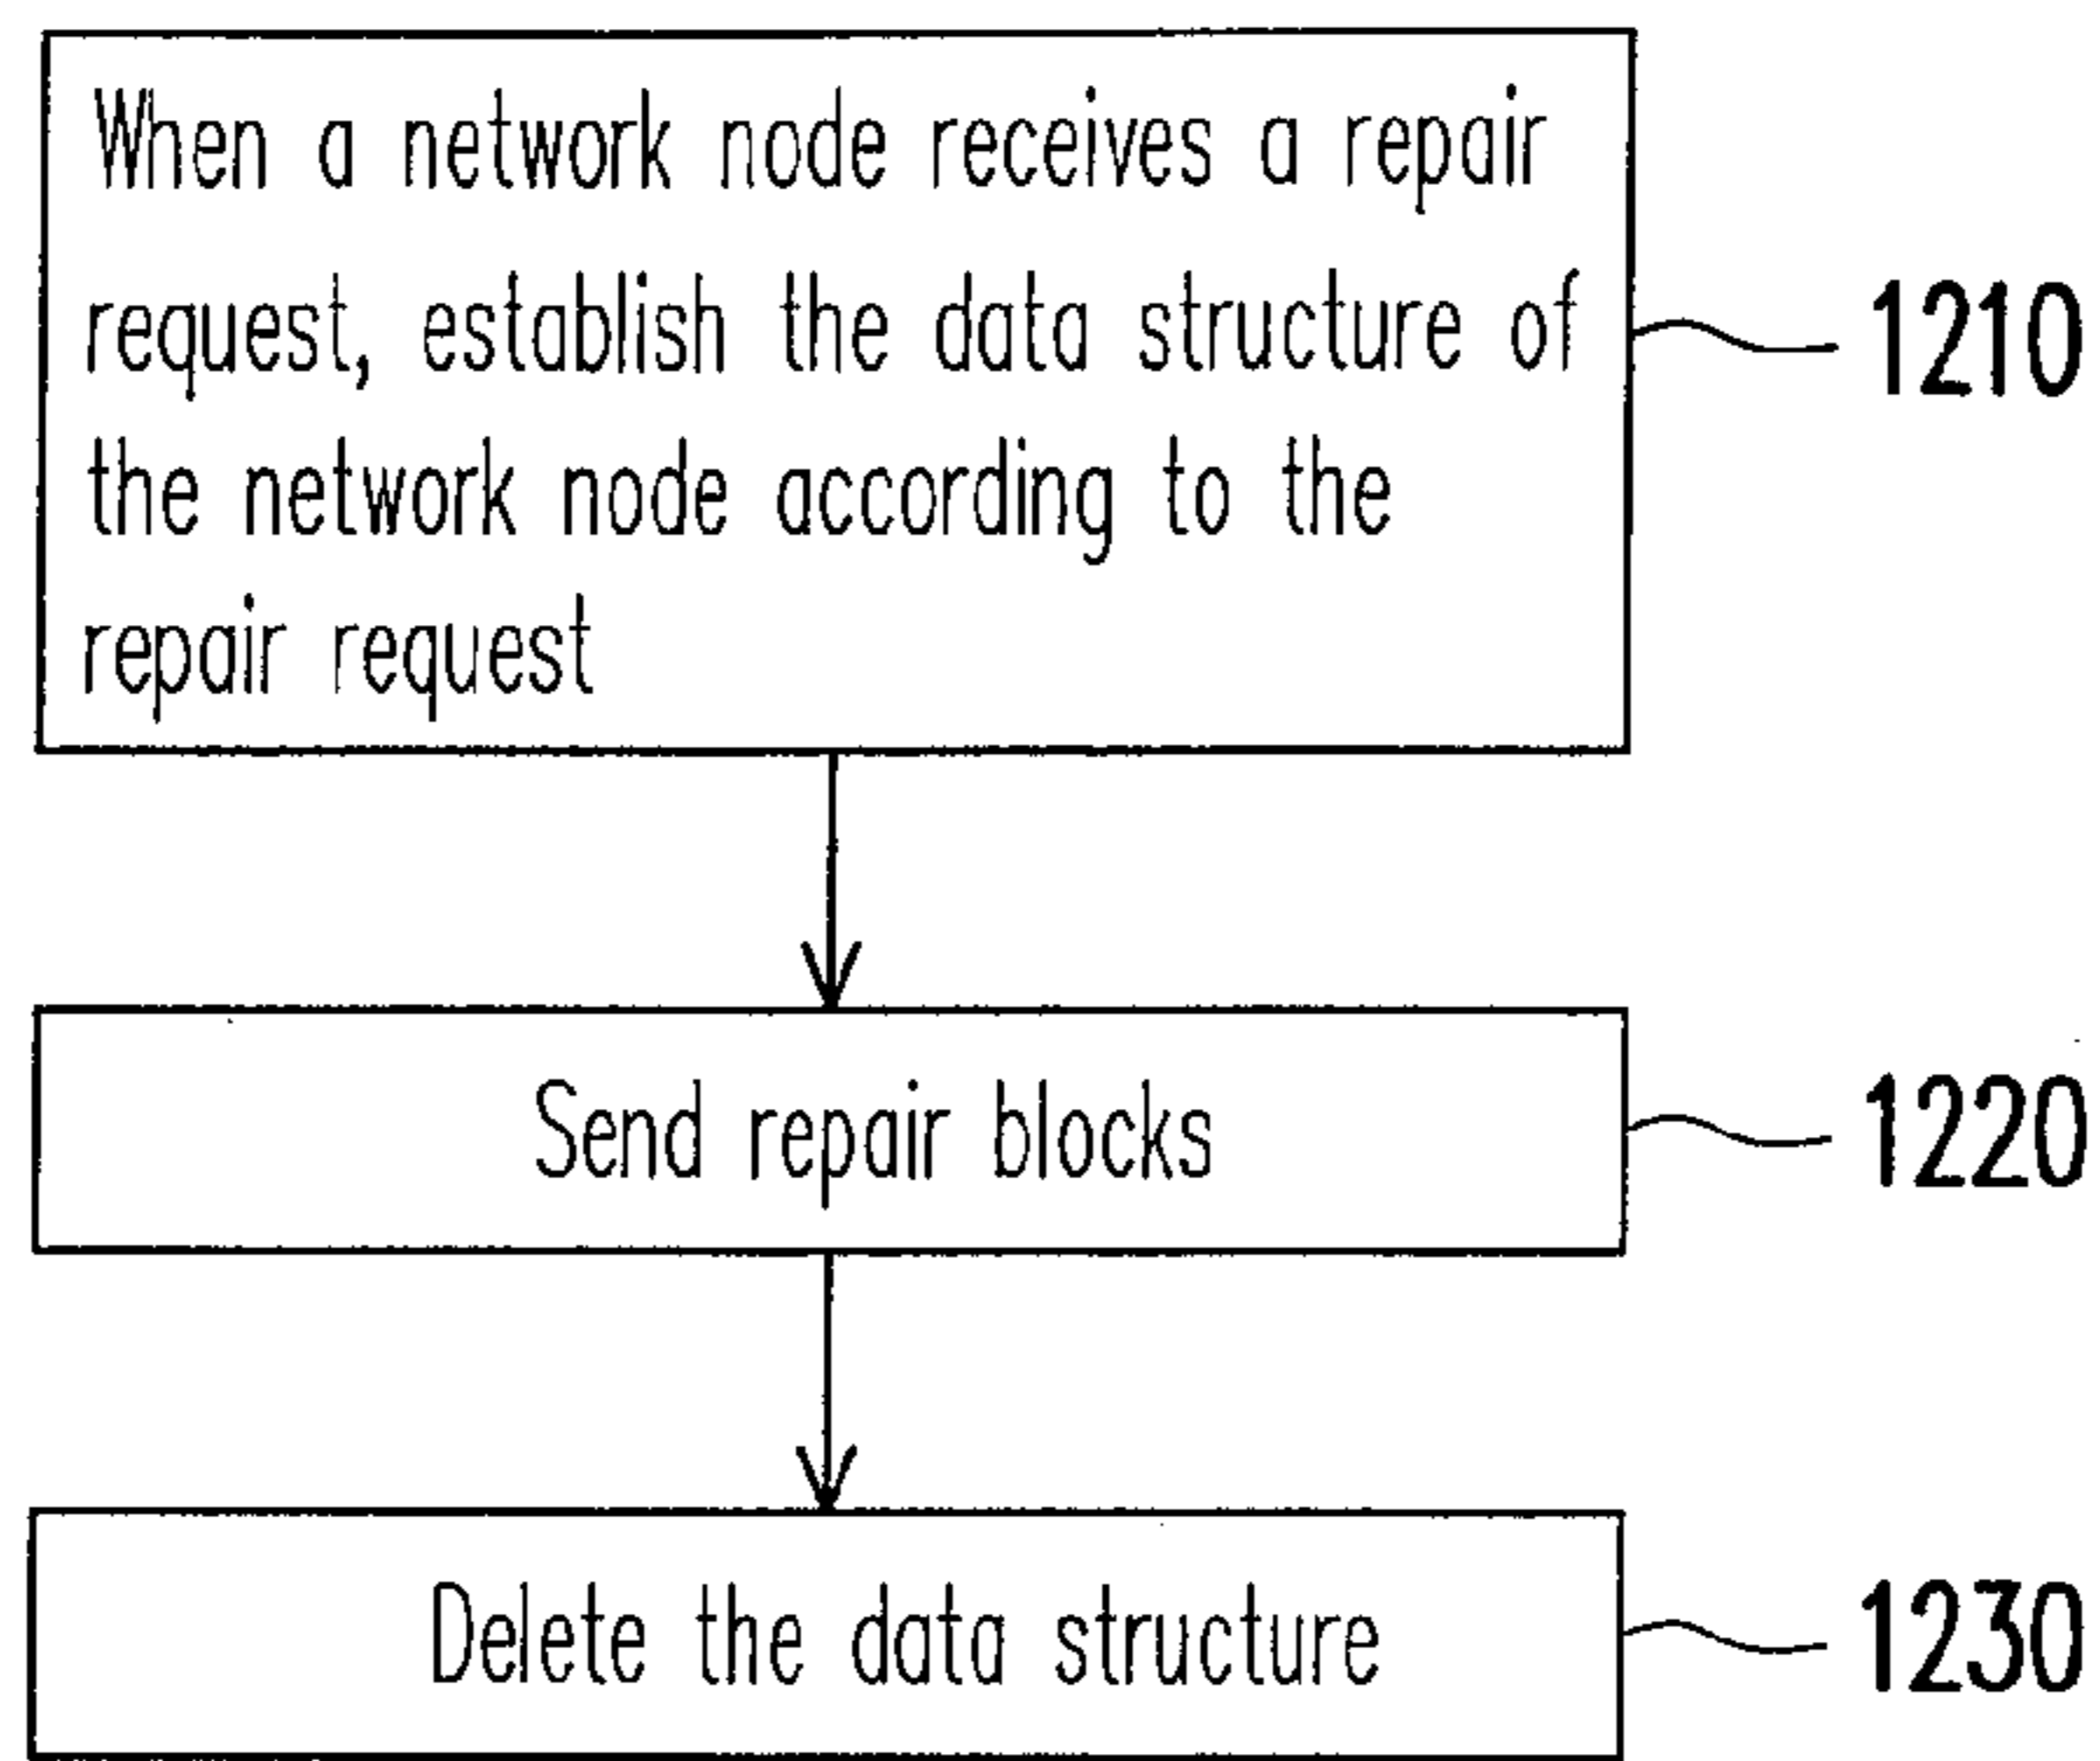 When a network node receives a repair
request, establish the data structure of
the network node according to the
repair request
1210
Send repair blocks
1220
Delete the data structure
1230